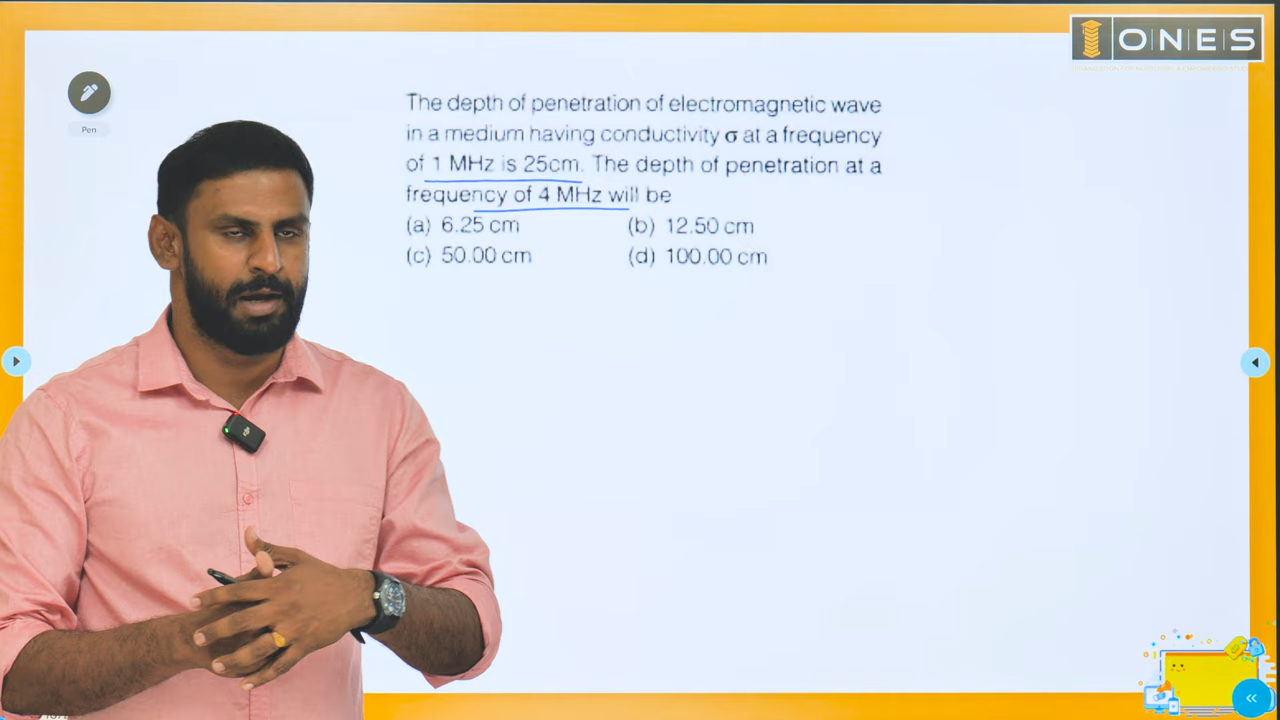 ONES
Pen
The depth of penetration of electromagnetic wave
in a medium having conductivity σ at a frequency
of 1 MHz is 25cm. The depth of penetration at a
frequency of 4 MHz will be
(a) 6.25 cm (b) 12.50 cm
(c) 50.00 cm (d) 100.00 cm